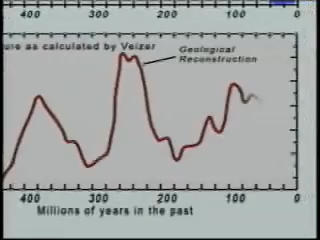 400 300 200 100 0
ure as calculated by Veizer
Geological
Reconstruction
400 300 200 100 0
Millions of years in the past